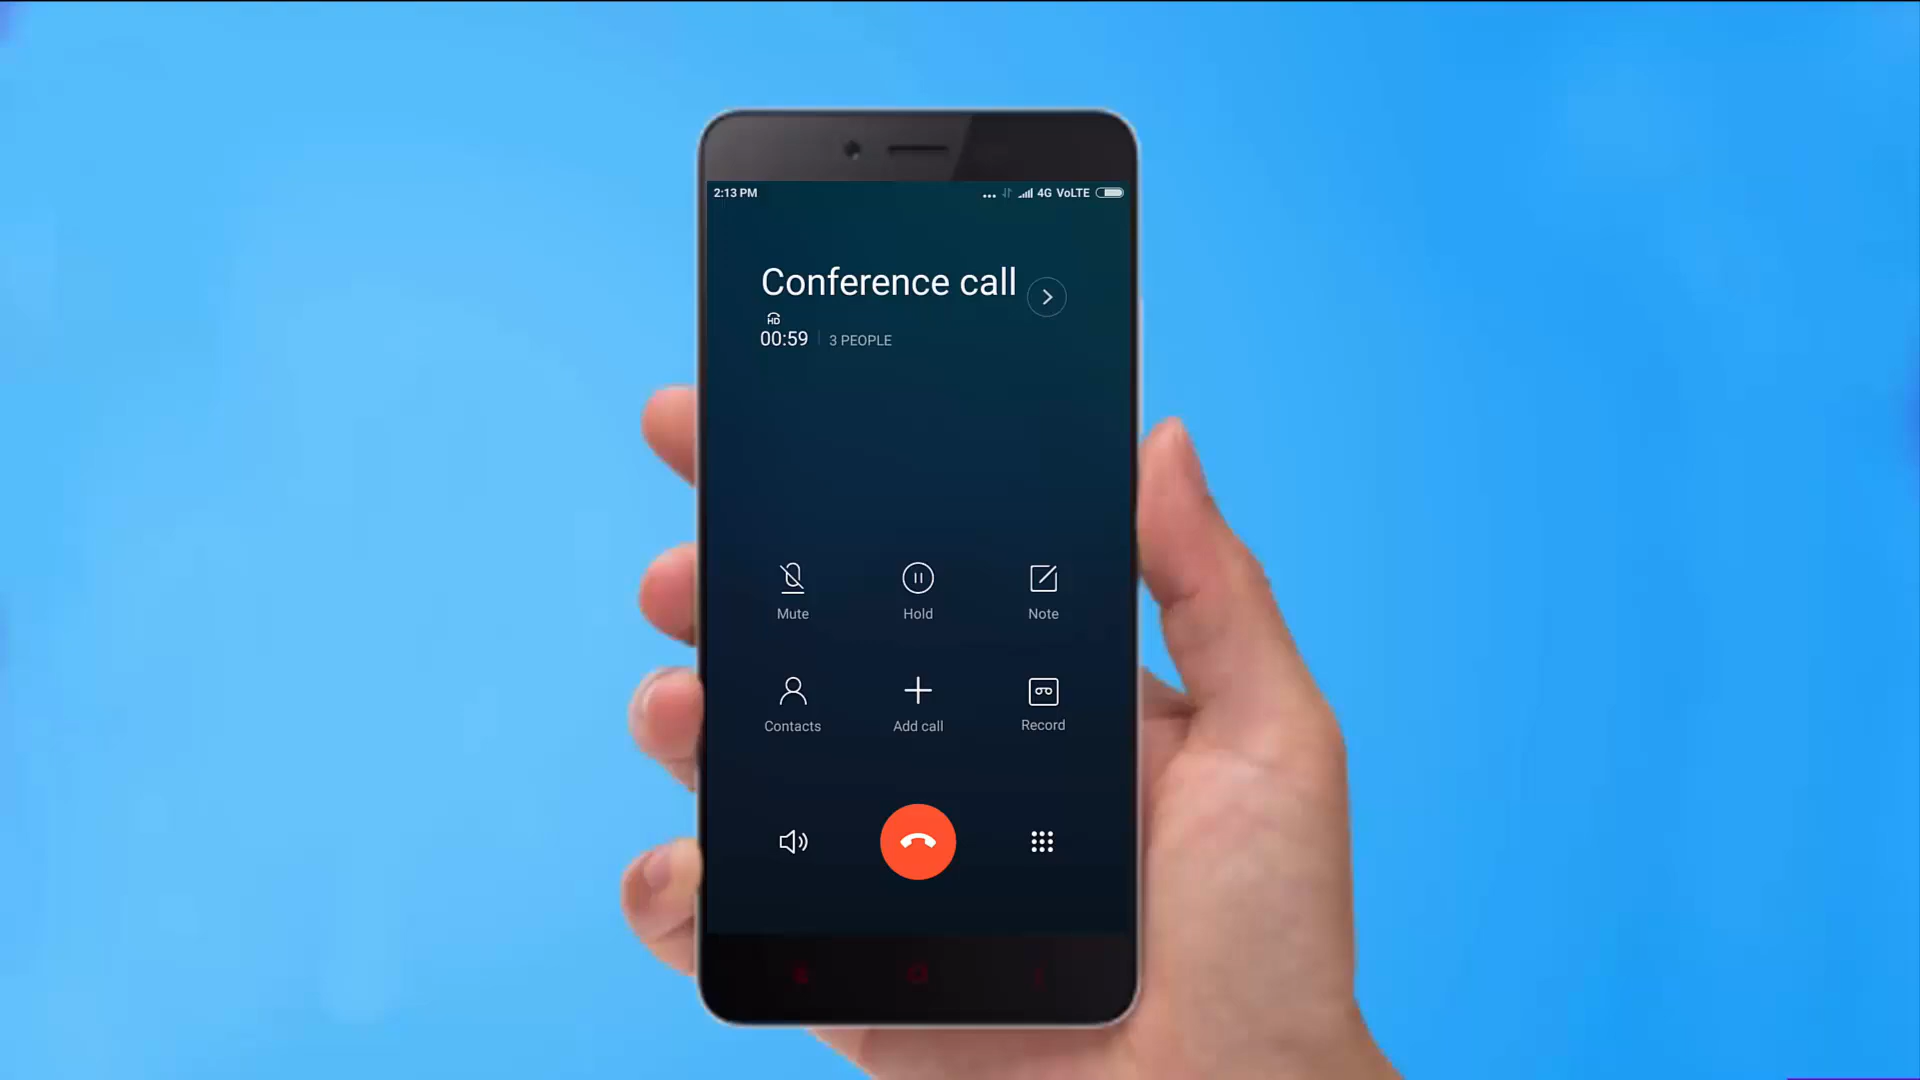 2:13 PM ... 4G VoLTE
Conference call
HD
00:59 3 PEOPLE
Mute Hold Note
Contacts Add call Record